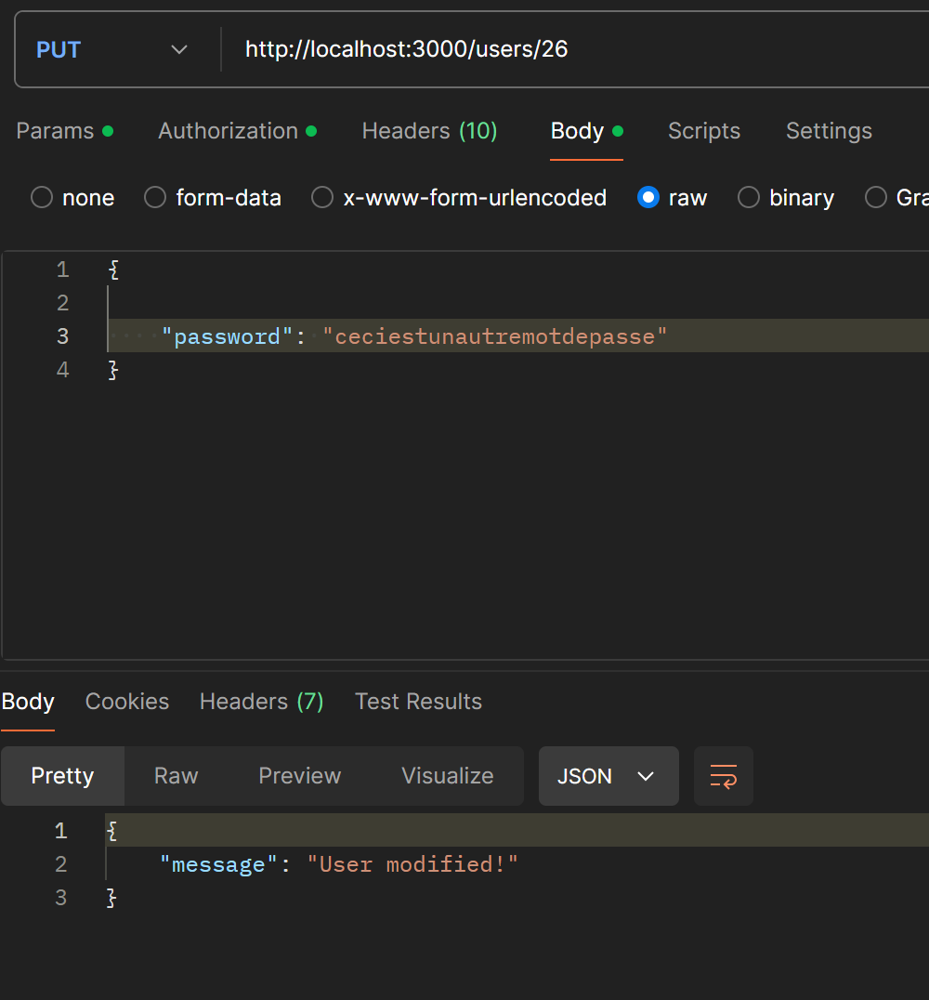 PUT http://localhost:3000/users/26
Params Authorization Headers (10) Body Scripts Settings
none form-data x-www-form-urlencoded raw binary Gra
1 {
2
3 "password": "ceciestunautremotdepasse"
4 }
Body Cookies Headers (7) Test Results
Pretty Raw Preview Visualize JSON
1 {
2 "message": "User modified!"
3 }